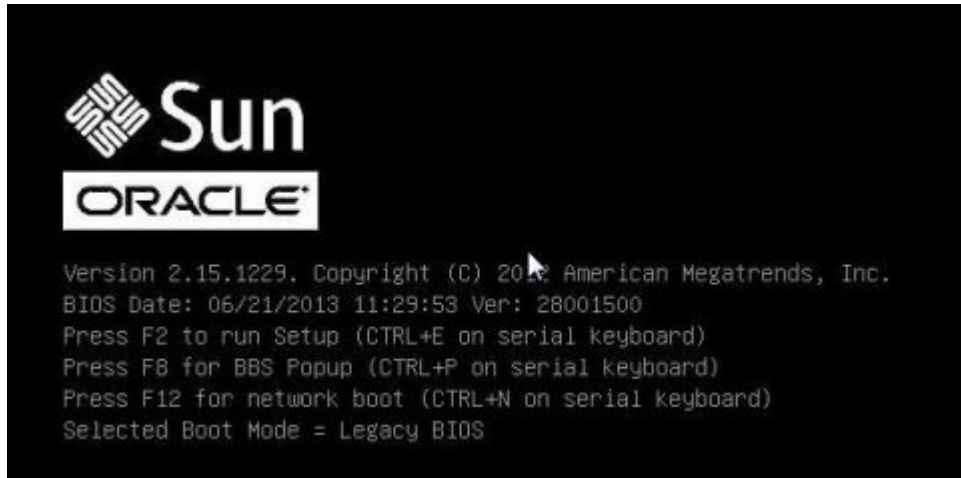 Sun
ORACLE
Version 2.15.1229. Copyright (C) 2012 American Megatrends, Inc.
BIOS Date: 06/21/2013 11:29:53 Ver: 28001500
Press F2 to run Setup (CTRL+E on serial keyboard)
Press F8 for BBS Popup (CTRL+P on serial keyboard)
Press F12 for network boot (CTRL+N on serial keyboard)
Selected Boot Mode = Legacy BIOS